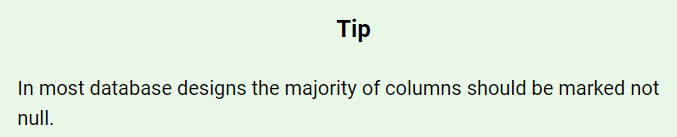 Tip
In most database designs the majority of columns should be marked not
null.